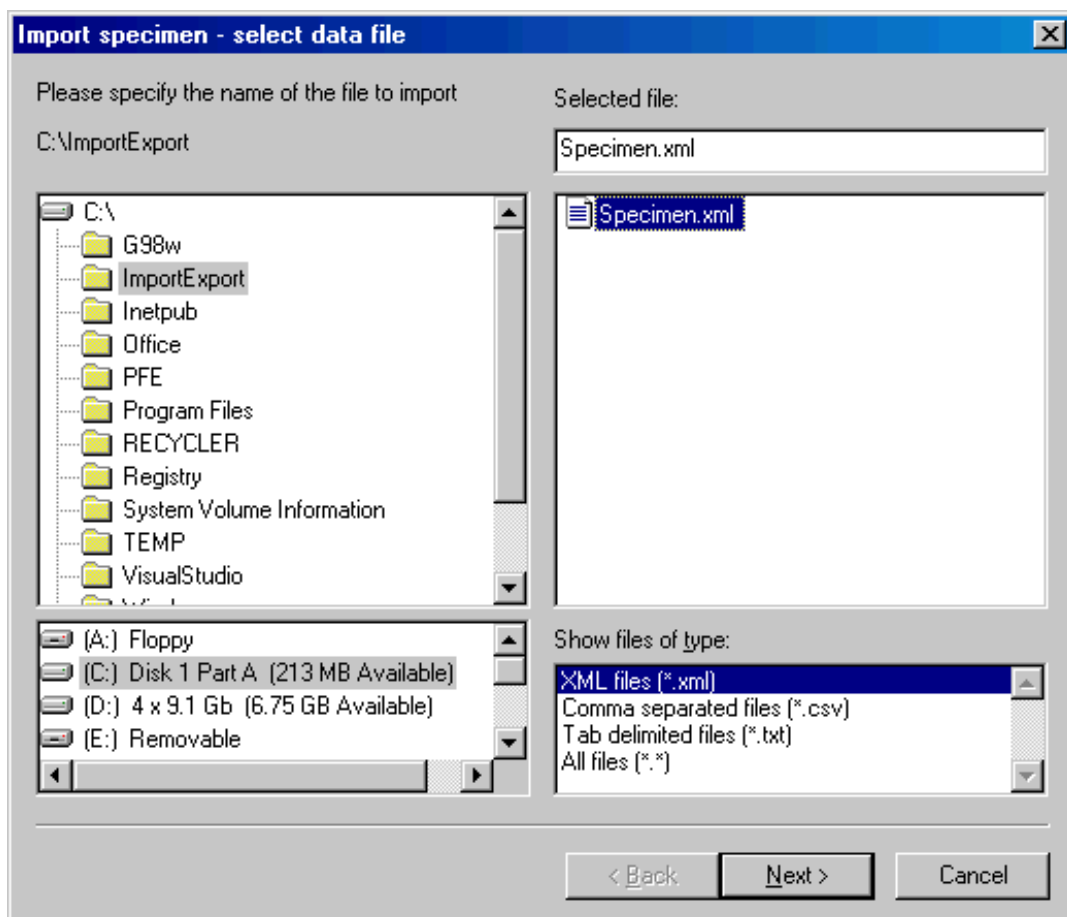 Import specimen - select data file
Please specify the name of the file to import
C:\ImportExport
C:\
G98w
ImportExport
Inetpub
Office
PFE
Program Files
RECYCLER
Registry
System Volume Information
TEMP
VisualStudio
(A:) Floppy
(C:) Disk 1 Part A (213 MB Available)
(D:) 4 x 9.1 Gb (6.75 GB Available)
(E:) Removable
Selected file:
Specimen.xml
Specimen.xml
Show files of type:
XML files (*.xml)
Comma separated files (*.csv)
Tab delimited files (*.txt)
All files (*.*)
< Back
Next >
Cancel